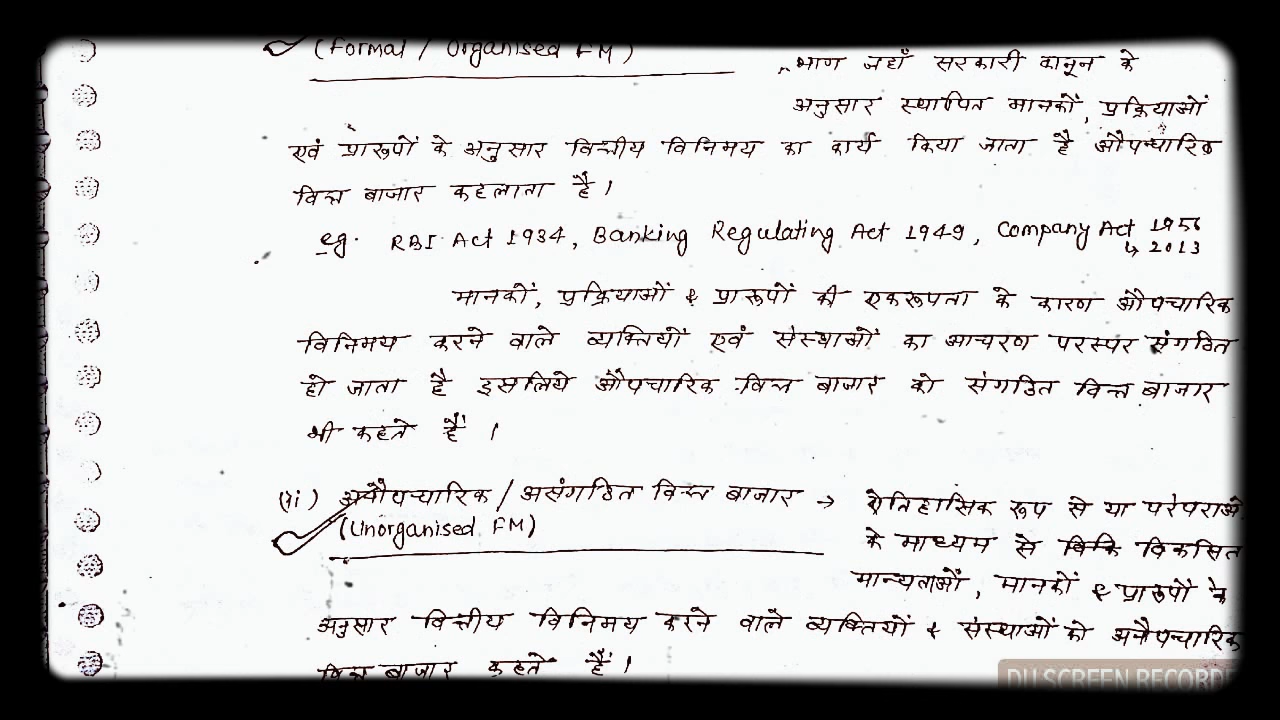 (Formal / Organised FM)
भाग जहाँ सरकारी कानून के
अनुसार स्थापित मानकों, प्रक्रियाओं
एवं प्रारूपों के अनुसार वित्तीय विनिमय का कार्य किया जाता है औपचारिक
वित्त बाजार कहलाता है।
eg. RBI Act 1934, Banking Regulating Act 1949, Company Act 1956
↳ 2013
मानकों, प्रक्रियाओं & प्रारूपों की एकरूपता के कारण औपचारिक
विनिमय करने वाले व्यक्तियों एवं संस्थाओं का आचरण परस्पर संगठित
हो जाता है इसलिये औपचारिक वित्त बाजार को संगठित वित्त बाजार
भी कहते हैं।
(ii) अनौपचारिक / असंगठित वित्त बाजार → ऐतिहासिक रूप से या परंपराओं
(Unorganised FM)
के माध्यम से विकसित
मान्यताओं, मानकों & प्रारूपों के
अनुसार वित्तीय विनिमय करने वाले व्यक्तियों & संस्थाओं को अनौपचारिक
वित्त बाजार कहते हैं।
DU SCREEN RECORDE